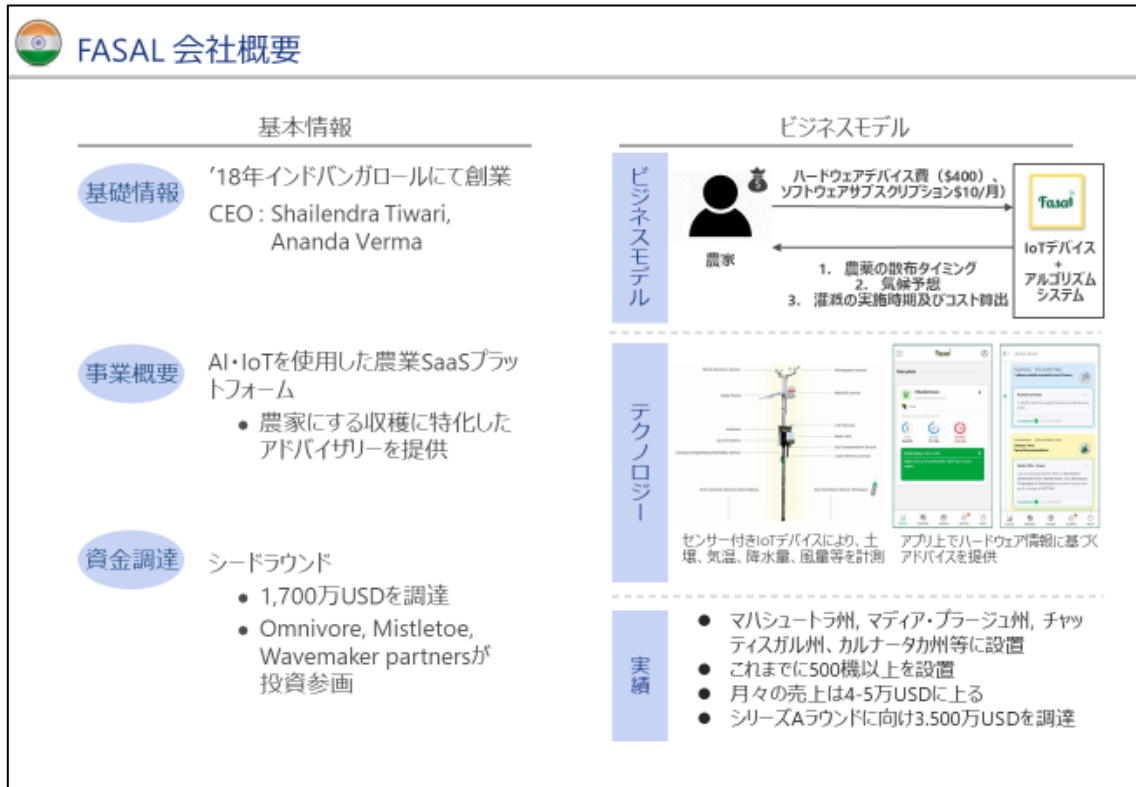 FASAL 会社概要
基本情報
基礎情報
’18年インドバンガロールにて創業
CEO : Shailendra Tiwari,
Ananda Verma
事業概要
AI・IoTを使用した農業SaaSプラッ
トフォーム
● 農家にする収穫に特化した
アドバイザリーを提供
資金調達
シードラウンド
● 1,700万USDを調達
● Omnivore, Mistletoe,
Wavemaker partnersが
投資参画
ビジネスモデル
ビジネスモデル
農家
ハードウェアデバイス費（$400）、
ソフトウェアサブスクリプション$10/月）
1. 農薬の散布タイミング
2. 気候予想
3. 灌漑の実施時期及びコスト算出
Fasal
IoTデバイス
+
アルゴリズム
システム
テクノロジー
センサー付きIoTデバイスにより、土
壌、気温、降水量、風量等を計測
アプリ上でハードウェア情報に基づく
アドバイスを提供
実績
● マハシュートラ州, マディア・プラージュ州, チャッ
ティスガル州、カルナータカ州等に設置
● これまでに500機以上を設置
● 月々の売上は4-5万USDに上る
● シリーズAラウンドに向け3.500万USDを調達